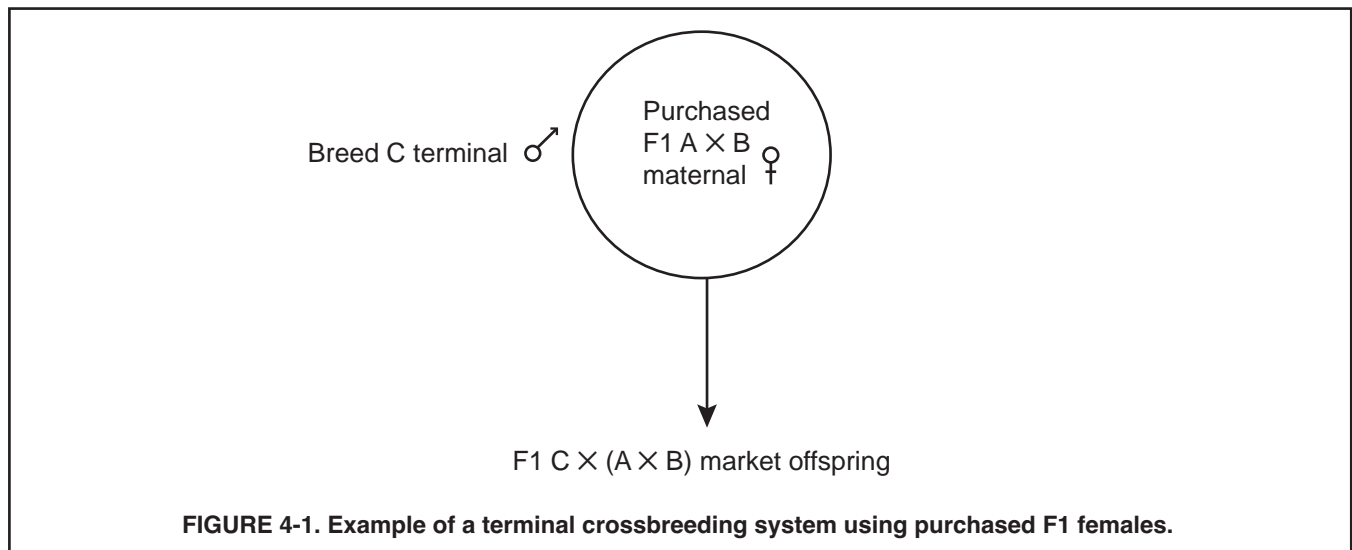 Purchased
F1 A × B ♀
maternal
Breed C terminal ♂
F1 C × (A × B) market offspring
FIGURE 4-1. Example of a terminal crossbreeding system using purchased F1 females.